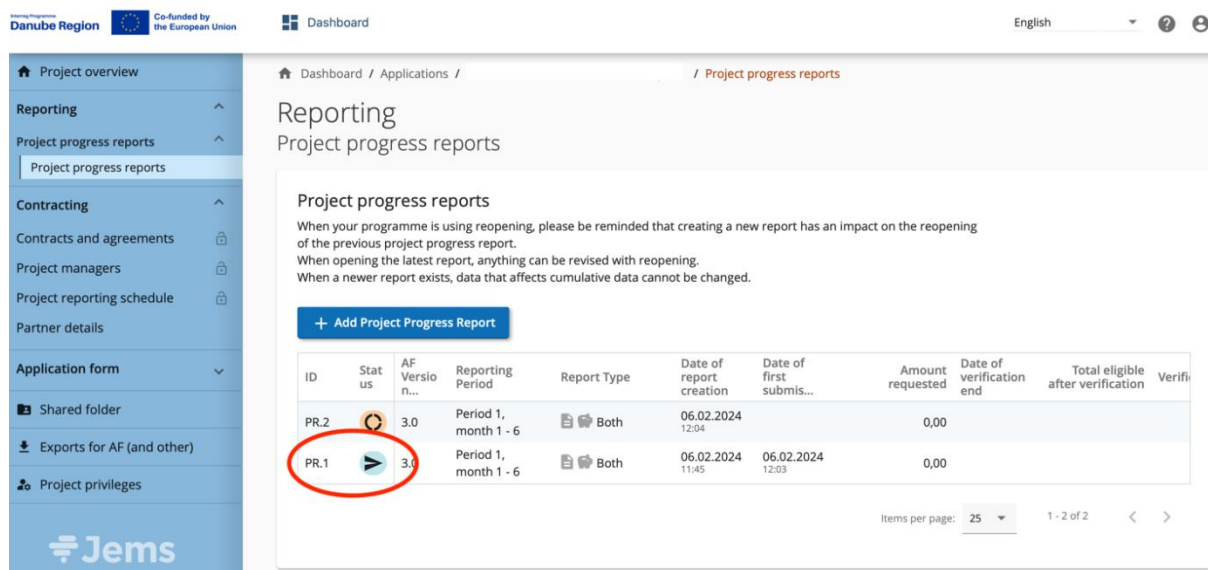 Interreg Programme
Danube Region
Co-funded by
the European Union
Dashboard
English
Project overview
Reporting
Project progress reports
Project progress reports
Contracting
Contracts and agreements
Project managers
Project reporting schedule
Partner details
Application form
Shared folder
Exports for AF (and other)
Project privileges
Jems
Dashboard / Applications / / Project progress reports
Reporting
Project progress reports
Project progress reports
When your programme is using reopening, please be reminded that creating a new report has an impact on the reopening
of the previous project progress report.
When opening the latest report, anything can be revised with reopening.
When a newer report exists, data that affects cumulative data cannot be changed.
+ Add Project Progress Report
ID Stat us AF Versio n... Reporting Period Report Type Date of report creation Date of first submis... Amount requested Date of verification end Total eligible after verification Verifi
PR.2 3.0 Period 1, month 1 - 6 Both 06.02.2024 12:04 0,00
PR.1 3.0 Period 1, month 1 - 6 Both 06.02.2024 11:45 06.02.2024 12:03 0,00
Items per page: 25 1 - 2 of 2